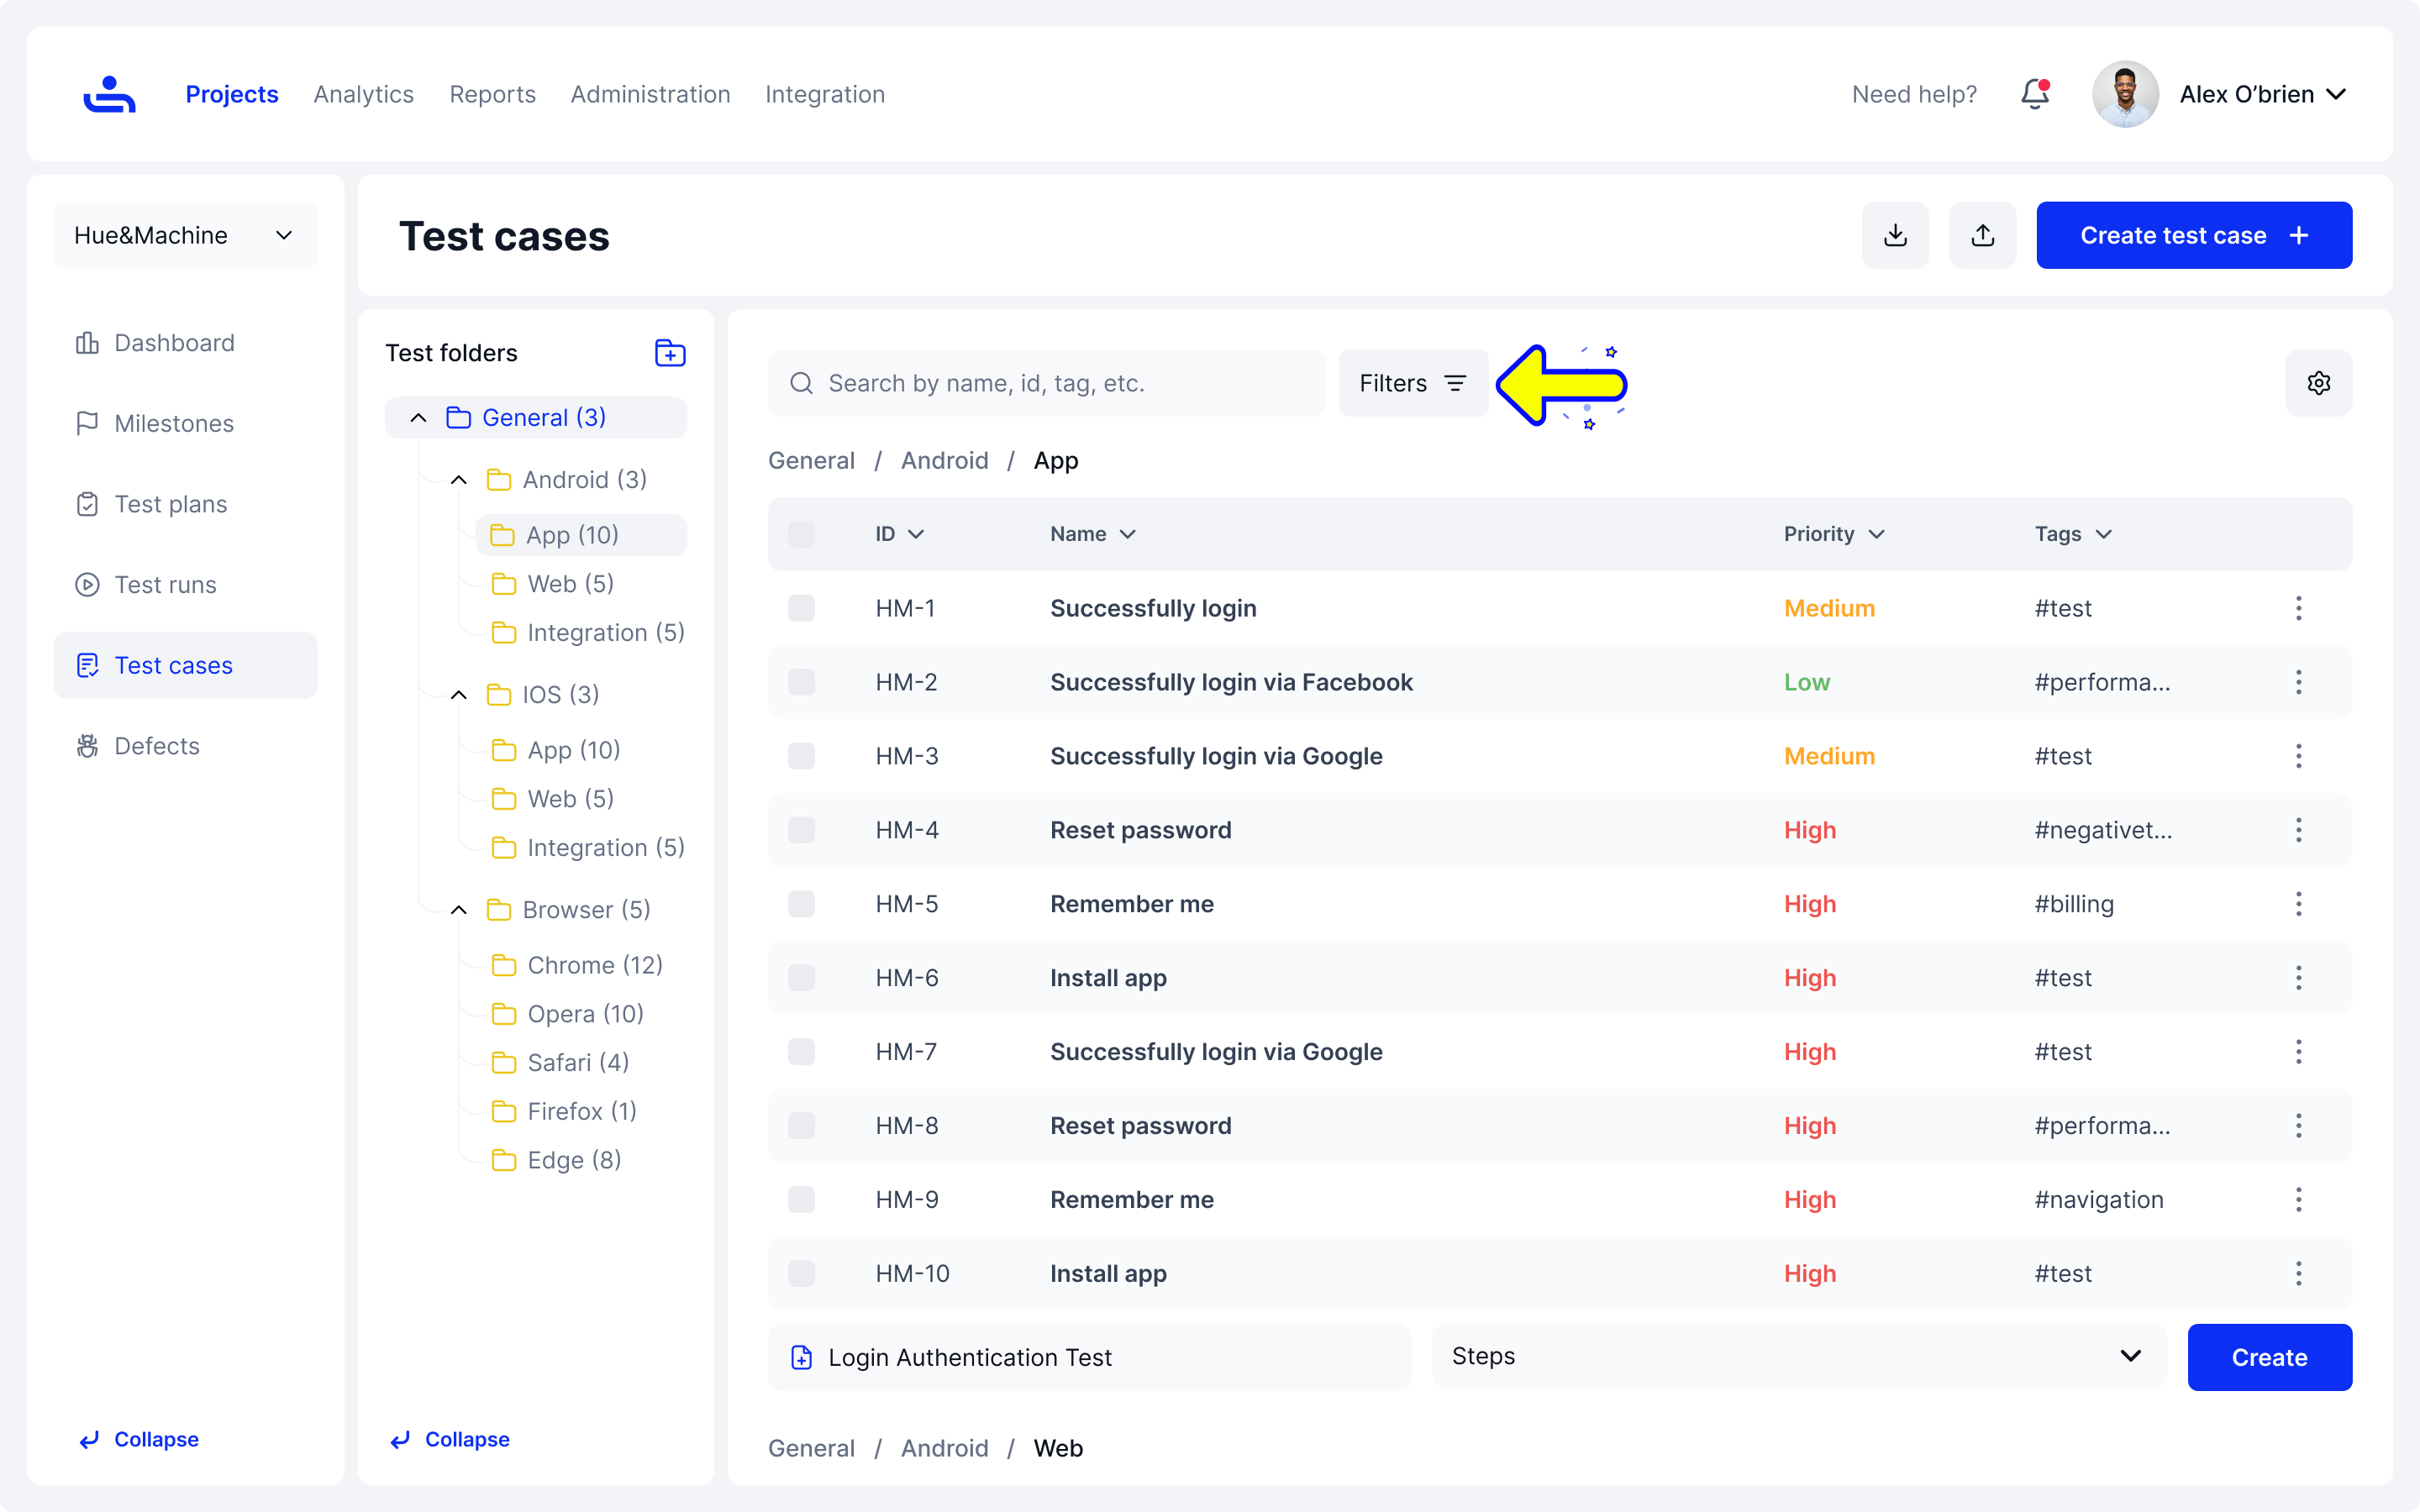 Projects Analytics Reports Administration Integration Need help? Alex O’brien
Hue&Machine
Dashboard
Milestones
Test plans
Test runs
Test cases
Defects
Collapse
Test cases
Create test case
Test folders
General (3)
Android (3)
App (10)
Web (5)
Integration (5)
IOS (3)
App (10)
Web (5)
Integration (5)
Browser (5)
Chrome (12)
Opera (10)
Safari (4)
Firefox (1)
Edge (8)
Collapse
Search by name, id, tag, etc. Filters
General / Android / App
ID Name Priority Tags
HM-1 Successfully login Medium #test
HM-2 Successfully login via Facebook Low #performa...
HM-3 Successfully login via Google Medium #test
HM-4 Reset password High #negativet...
HM-5 Remember me High #billing
HM-6 Install app High #test
HM-7 Successfully login via Google High #test
HM-8 Reset password High #performa...
HM-9 Remember me High #navigation
HM-10 Install app High #test
Login Authentication Test Steps Create
General / Android / Web